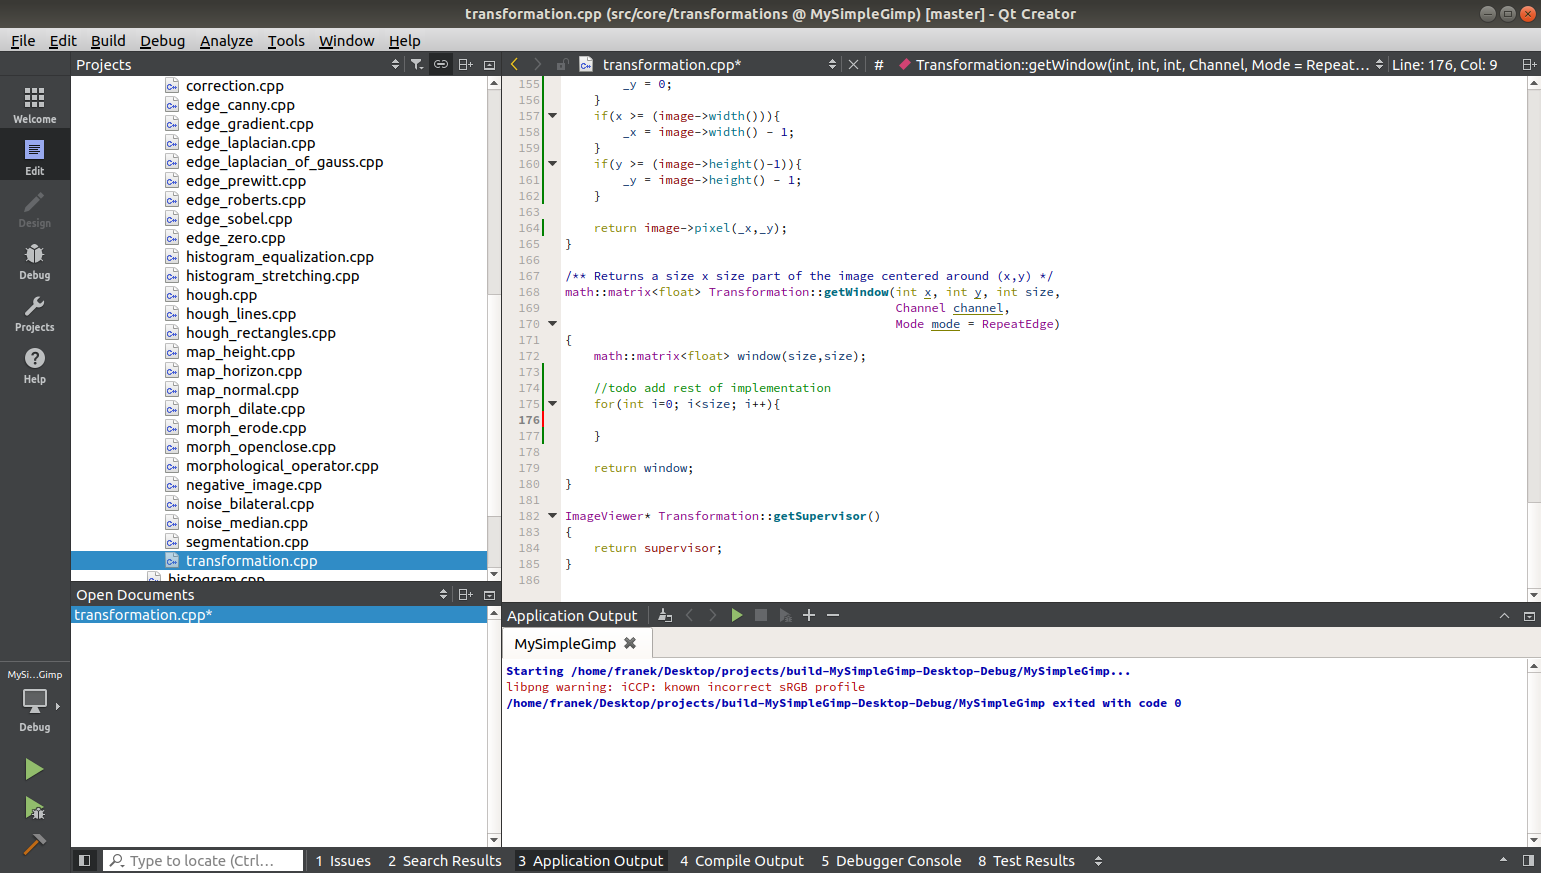 transformation.cpp (src/core/transformations @ MySimpleGimp) [master] - Qt Creator
File Edit Build Debug Analyze Tools Window Help
Projects
transformation.cpp* # Transformation::getWindow(int, int, int, Channel, Mode = Repeat... Line: 176, Col: 9
Welcome
Edit
Design
Debug
Projects
Help
correction.cpp
edge_canny.cpp
edge_gradient.cpp
edge_laplacian.cpp
edge_laplacian_of_gauss.cpp
edge_prewitt.cpp
edge_roberts.cpp
edge_sobel.cpp
edge_zero.cpp
histogram_equalization.cpp
histogram_stretching.cpp
hough.cpp
hough_lines.cpp
hough_rectangles.cpp
map_height.cpp
map_horizon.cpp
map_normal.cpp
morph_dilate.cpp
morph_erode.cpp
morph_openclose.cpp
morphological_operator.cpp
negative_image.cpp
noise_bilateral.cpp
noise_median.cpp
segmentation.cpp
transformation.cpp
histogram.cpp
Open Documents
transformation.cpp*
155         _y = 0;
156     }
157     if(x >= (image->width())){
158         _x = image->width() - 1;
159     }
160     if(y >= (image->height()-1)){
161         _y = image->height() - 1;
162     }
163
164     return image->pixel(_x,_y);
165 }
166
167 /** Returns a size x size part of the image centered around (x,y) */
168 math::matrix<float> Transformation::getWindow(int x, int y, int size,
169                                               Channel channel,
170                                               Mode mode = RepeatEdge)
171 {
172     math::matrix<float> window(size,size);
173
174     //todo add rest of implementation
175     for(int i=0; i<size; i++){
176
177     }
178
179     return window;
180 }
181
182 ImageViewer* Transformation::getSupervisor()
183 {
184     return supervisor;
185 }
186
Application Output
MySimpleGimp
Starting /home/franek/Desktop/projects/build-MySimpleGimp-Desktop-Debug/MySimpleGimp...
libpng warning: iCCP: known incorrect sRGB profile
/home/franek/Desktop/projects/build-MySimpleGimp-Desktop-Debug/MySimpleGimp exited with code 0
MySi...Gimp
Debug
Type to locate (Ctrl... 1 Issues 2 Search Results 3 Application Output 4 Compile Output 5 Debugger Console 8 Test Results